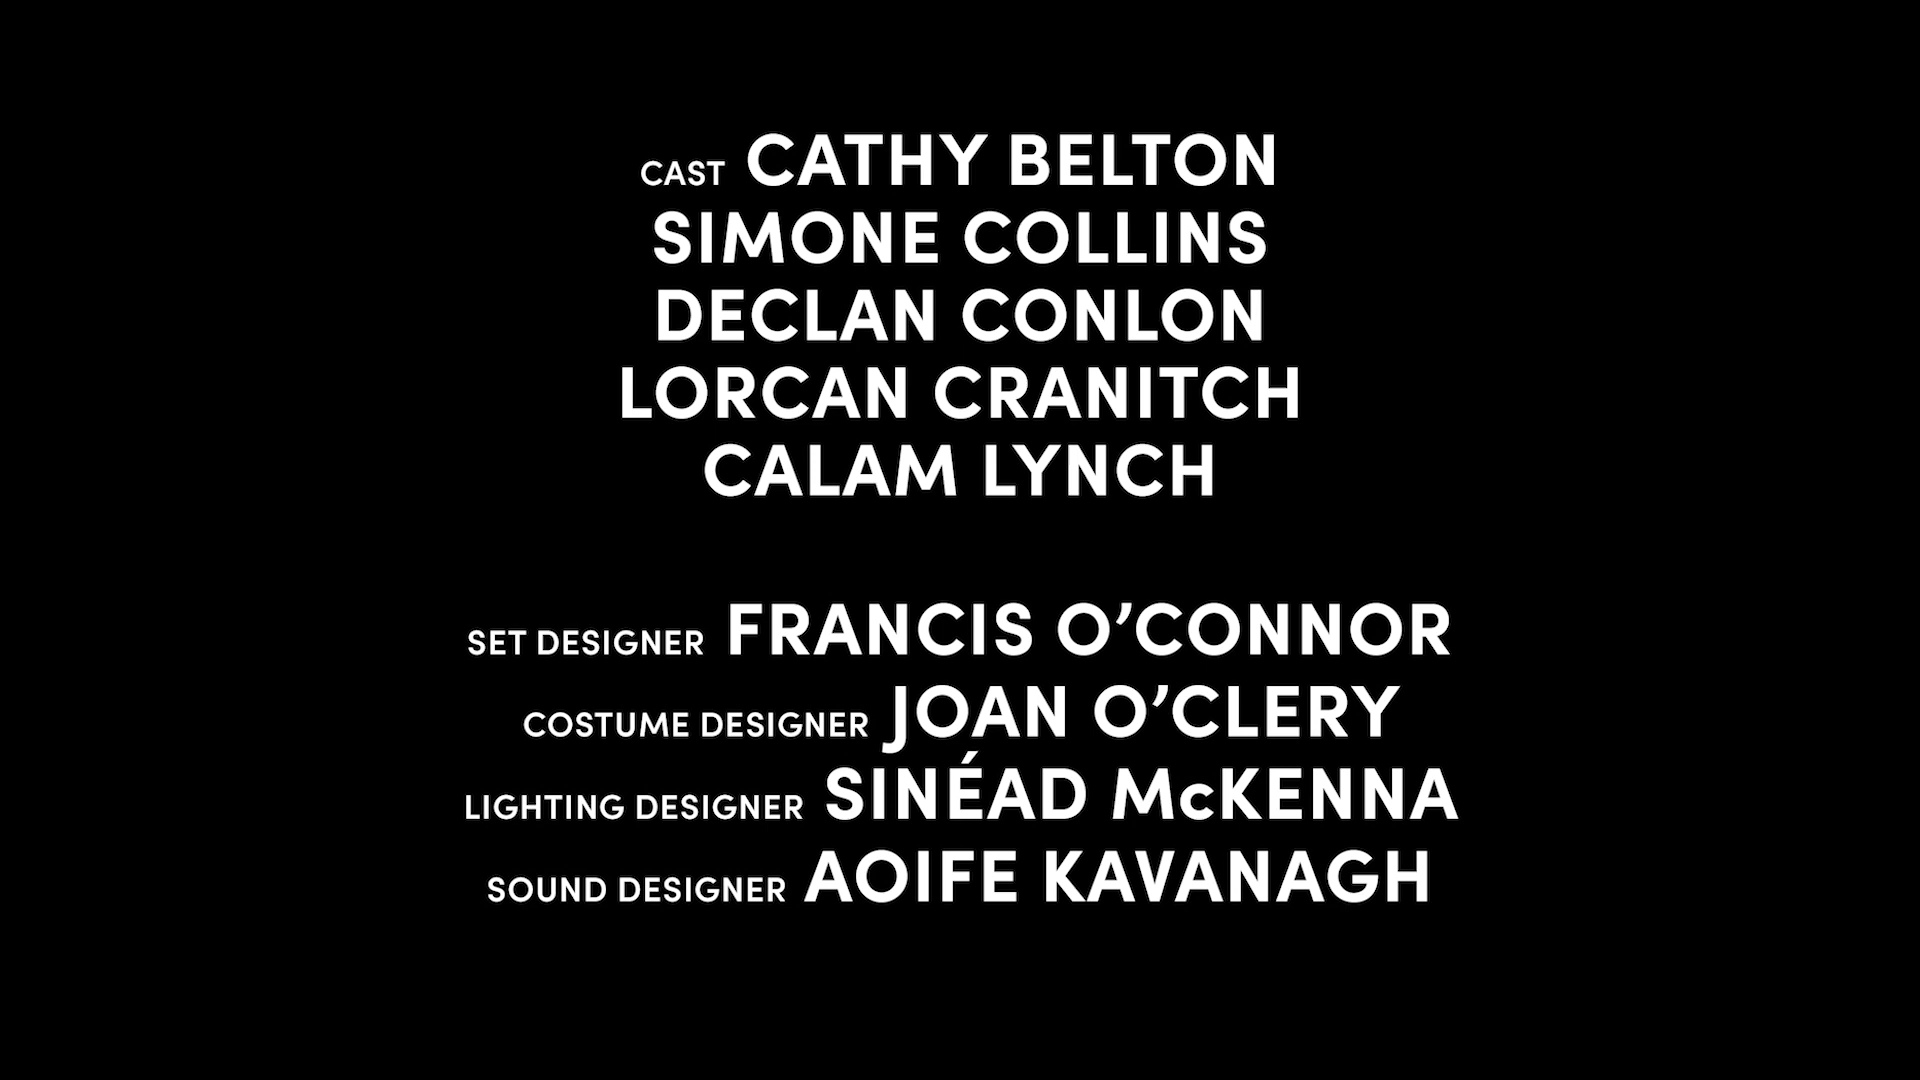 CAST CATHY BELTON
SIMONE COLLINS
DECLAN CONLON
LORCAN CRANITCH
CALAM LYNCH
SET DESIGNER FRANCIS O’CONNOR
COSTUME DESIGNER JOAN O’CLERY
LIGHTING DESIGNER SINÉAD McKENNA
SOUND DESIGNER AOIFE KAVANAGH